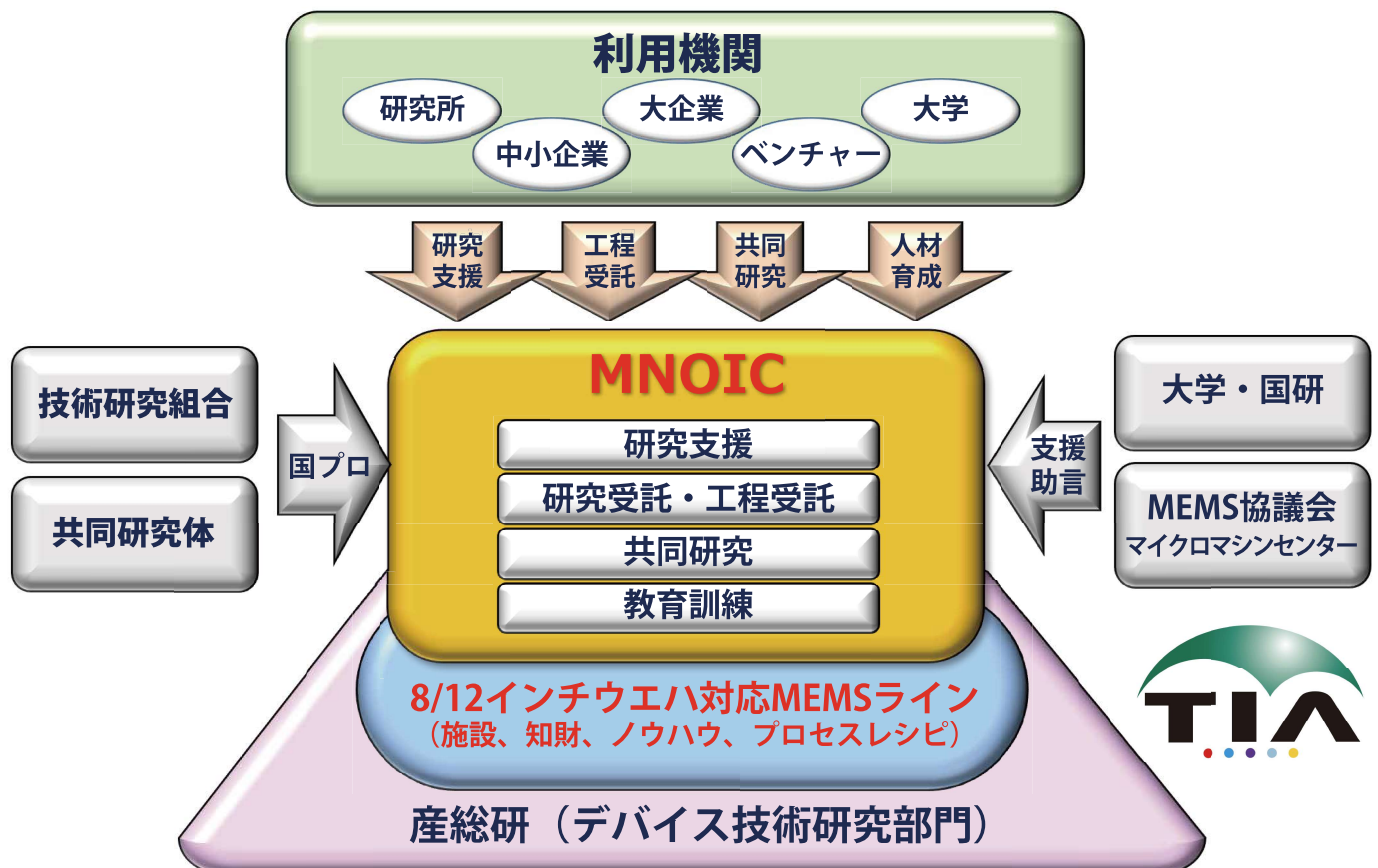 利用機関
研究所
大企業
大学
中小企業
ベンチャー
研究
支援
工程
受託
共同
研究
人材
育成
技術研究組合
共同研究体
国プロ
MNOIC
研究支援
研究受託・工程受託
共同研究
教育訓練
支援
助言
大学・国研
MEMS協議会
マイクロマシンセンター
8/12インチウエハ対応MEMSライン
（施設、知財、ノウハウ、プロセスレシピ）
TIA
産総研（デバイス技術研究部門）